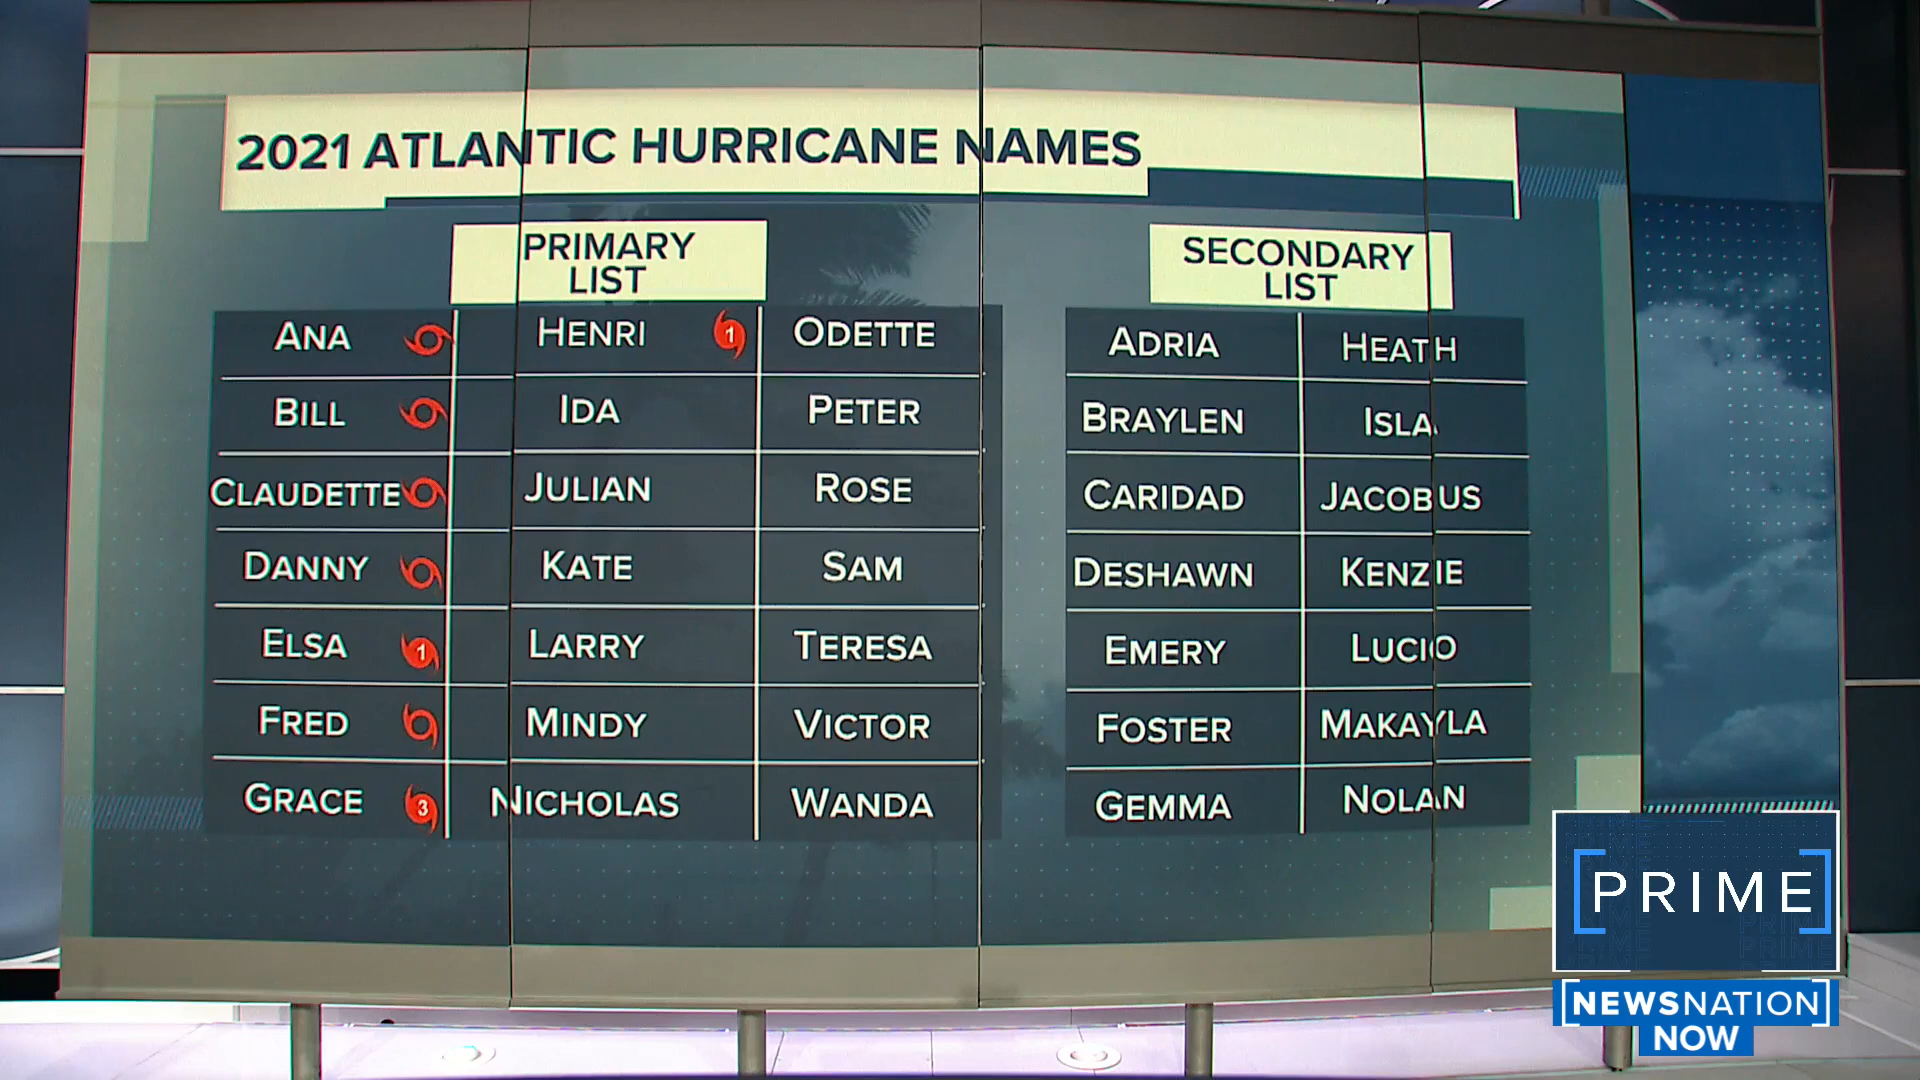 2021 ATLANTIC HURRICANE NAMES
PRIMARY
LIST
ANA
HENRI
1
ODETTE
BILL
IDA
PETER
CLAUDETTE
JULIAN
ROSE
DANNY
KATE
SAM
ELSA
1
LARRY
TERESA
FRED
MINDY
VICTOR
GRACE
3
NICHOLAS
WANDA
SECONDARY
LIST
ADRIA
HEATH
BRAYLEN
ISLA
CARIDAD
JACOBUS
DESHAWN
KENZIE
EMERY
LUCIO
FOSTER
MAKAYLA
GEMMA
NOLAN
PRIME
NEWSNATION
NOW